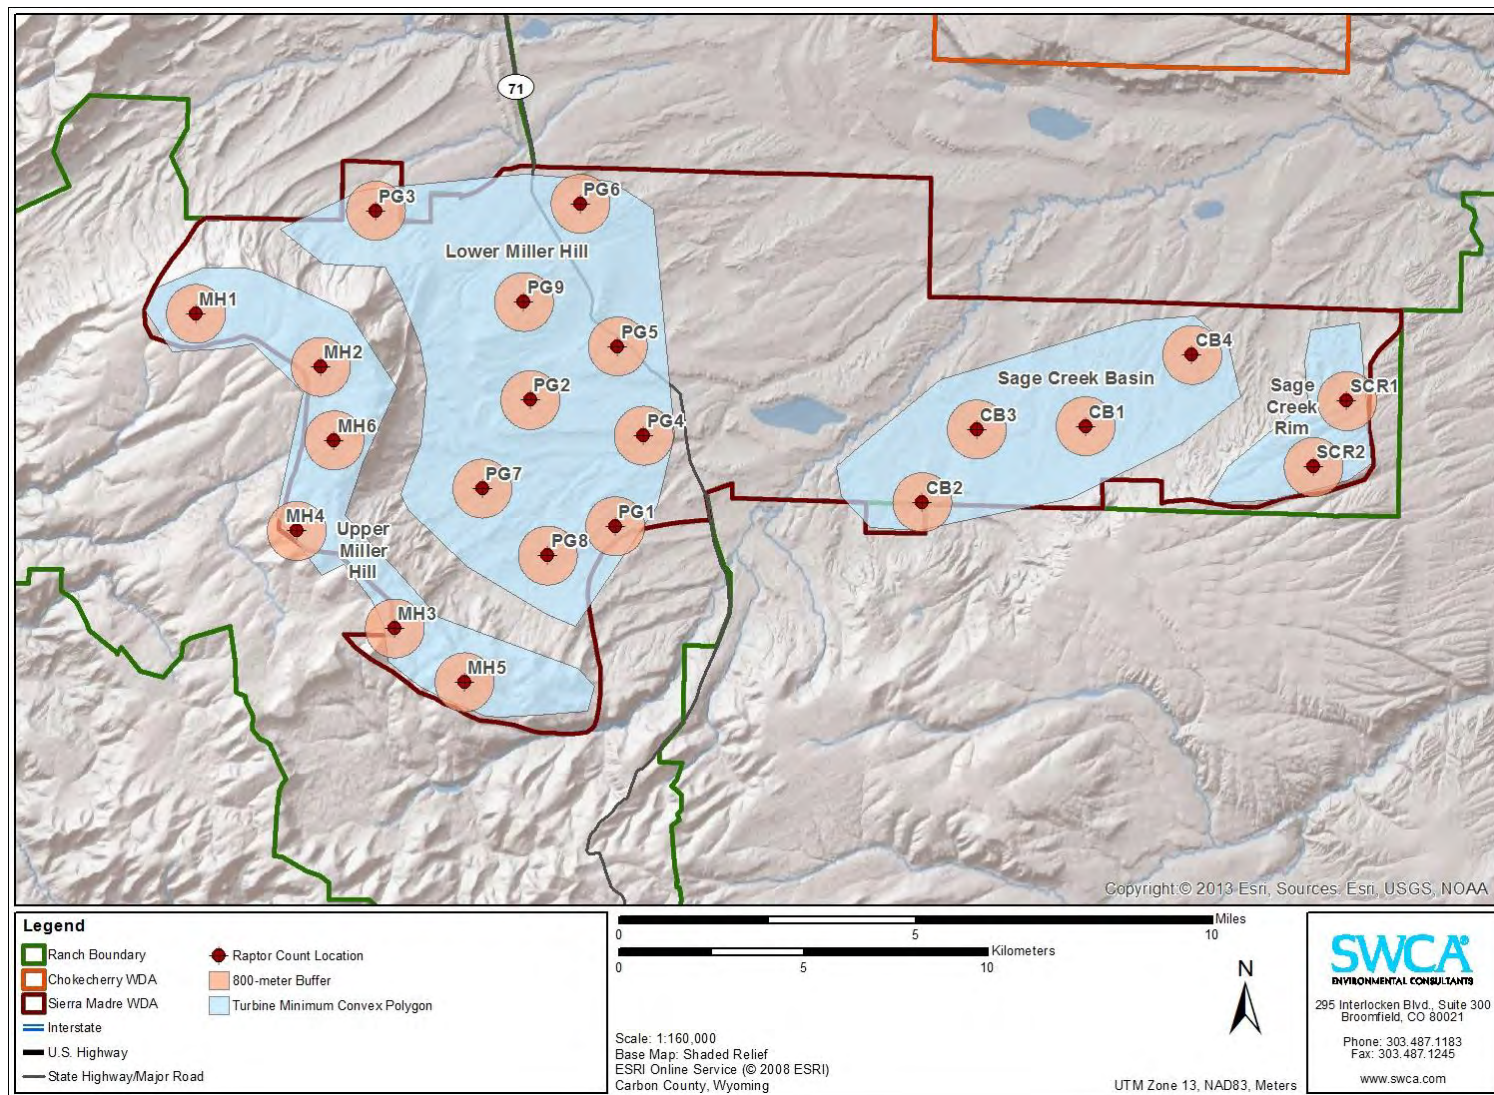 71
PG3
PG6
Lower Miller Hill
MH1
PG9
PG5
MH2
CB4
PG2
Sage Creek Basin
Sage
Creek
Rim
SCR1
MH6
PG4
CB3
CB1
PG7
SCR2
CB2
MH4
PG1
Upper
Miller
Hill
PG8
MH3
MH5
Copyright:© 2013 Esri, Sources: Esri, USGS, NOAA
Legend
Ranch Boundary
Chokecherry WDA
Sierra Madre WDA
Interstate
U.S. Highway
State Highway/Major Road
Raptor Count Location
800-meter Buffer
Turbine Minimum Convex Polygon
Miles
0 5 10
Kilometers
0 5 10
Scale: 1:160,000
Base Map: Shaded Relief
ESRI Online Service (© 2008 ESRI)
Carbon County, Wyoming
N
UTM Zone 13, NAD83, Meters
SWCA®
ENVIRONMENTAL CONSULTANTS
295 Interlocken Blvd., Suite 300
Broomfield, CO 80021
Phone: 303.487.1183
Fax: 303.487.1245
www.swca.com